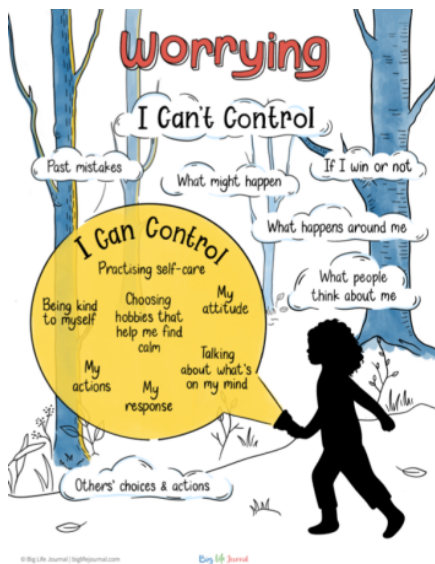 Worrying
I Can't Control
Past mistakes
If I win or not
What might happen
What happens around me
What people
think about me
I Can Control
Practising self-care
Being kind
to myself
Choosing
hobbies that
help me find
calm
My
attitude
My
actions
My
response
Talking
about what's
on my mind
Others' choices & actions
© Big Life Journal | biglifejournal.com
Big Life Journal